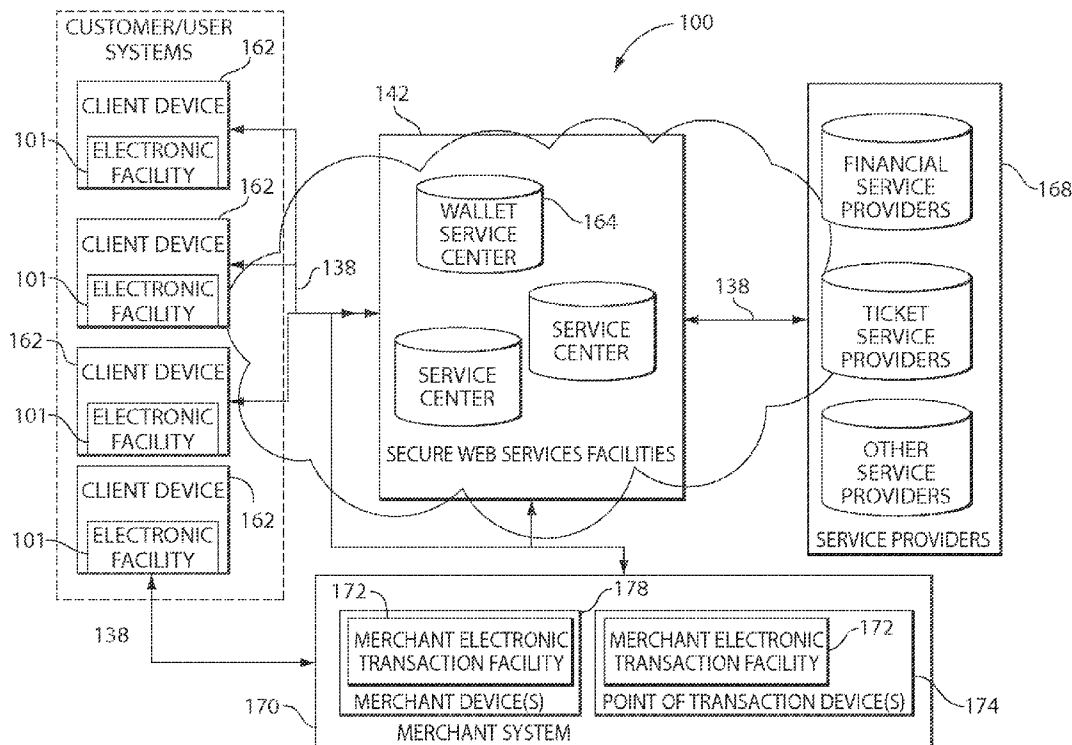 CUSTOMER/USER
SYSTEMS
162
CLIENT DEVICE
101
ELECTRONIC
FACILITY
162
CLIENT DEVICE
101
ELECTRONIC
FACILITY
162
CLIENT DEVICE
101
ELECTRONIC
FACILITY
CLIENT DEVICE
162
101
ELECTRONIC
FACILITY
138
138
100
142
WALLET
SERVICE
CENTER
164
SERVICE
CENTER
SERVICE
CENTER
SECURE WEB SERVICES FACILITIES
138
FINANCIAL
SERVICE
PROVIDERS
168
TICKET
SERVICE
PROVIDERS
OTHER
SERVICE
PROVIDERS
SERVICE PROVIDERS
172
178
MERCHANT ELECTRONIC
TRANSACTION FACILITY
MERCHANT DEVICE(S)
MERCHANT ELECTRONIC
TRANSACTION FACILITY
172
POINT OF TRANSACTION DEVICE(S)
174
170
MERCHANT SYSTEM